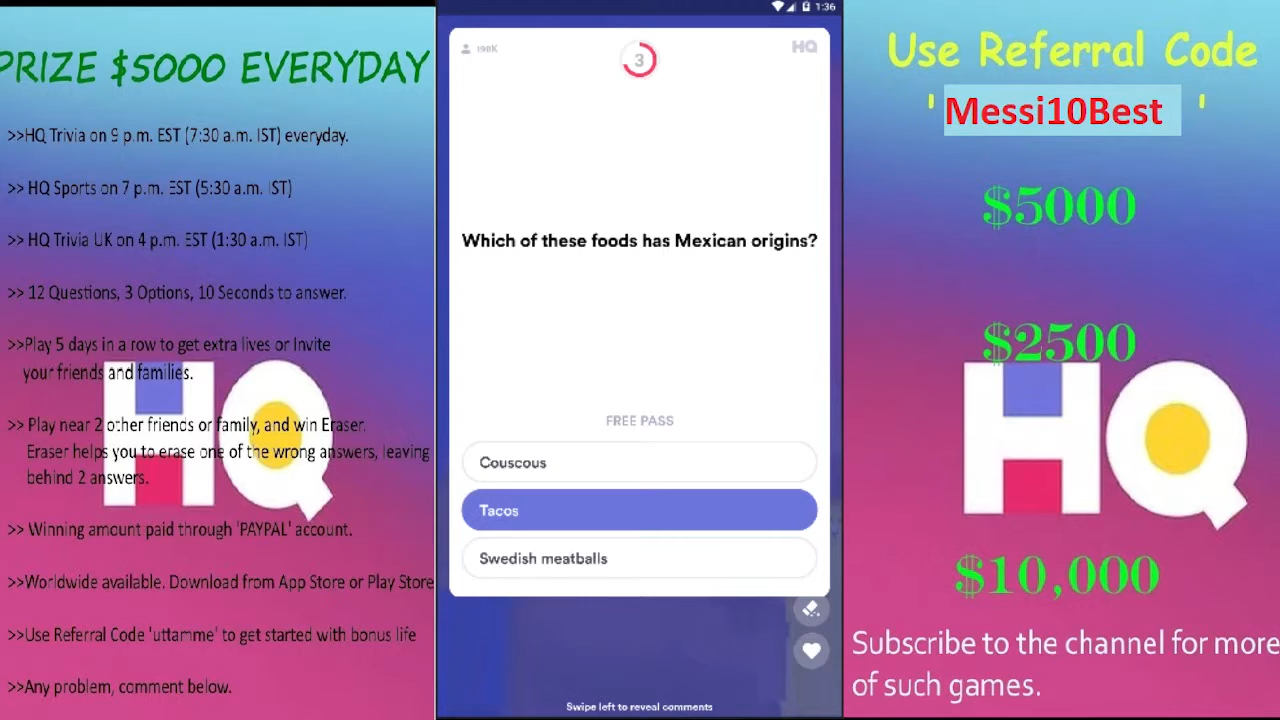 PRIZE $5000 EVERYDAY
>>HQ Trivia on 9 p.m. EST (7:30 a.m. IST) everyday.
>> HQ Sports on 7 p.m. EST (5:30 a.m. IST)
>> HQ Trivia UK on 4 p.m. EST (1:30 a.m. IST)
>> 12 Questions, 3 Options, 10 Seconds to answer.
>>Play 5 days in a row to get extra lives or Invite
your friends and families.
>> Play near 2 other friends or family, and win Eraser.
Eraser helps you to erase one of the wrong answers, leaving
behind 2 answers.
>> Winning amount paid through 'PAYPAL' account.
>>Worldwide available. Download from App Store or Play Store
>>Use Referral Code 'uttamme' to get started with bonus life
>>Any problem, comment below.
HQ
1:36
198K
3
HQ
Which of these foods has Mexican origins?
FREE PASS
Couscous
Tacos
Swedish meatballs
Swipe left to reveal comments
Use Referral Code
' Messi10Best '
$5000
$2500
HQ
$10,000
Subscribe to the channel for more
of such games.